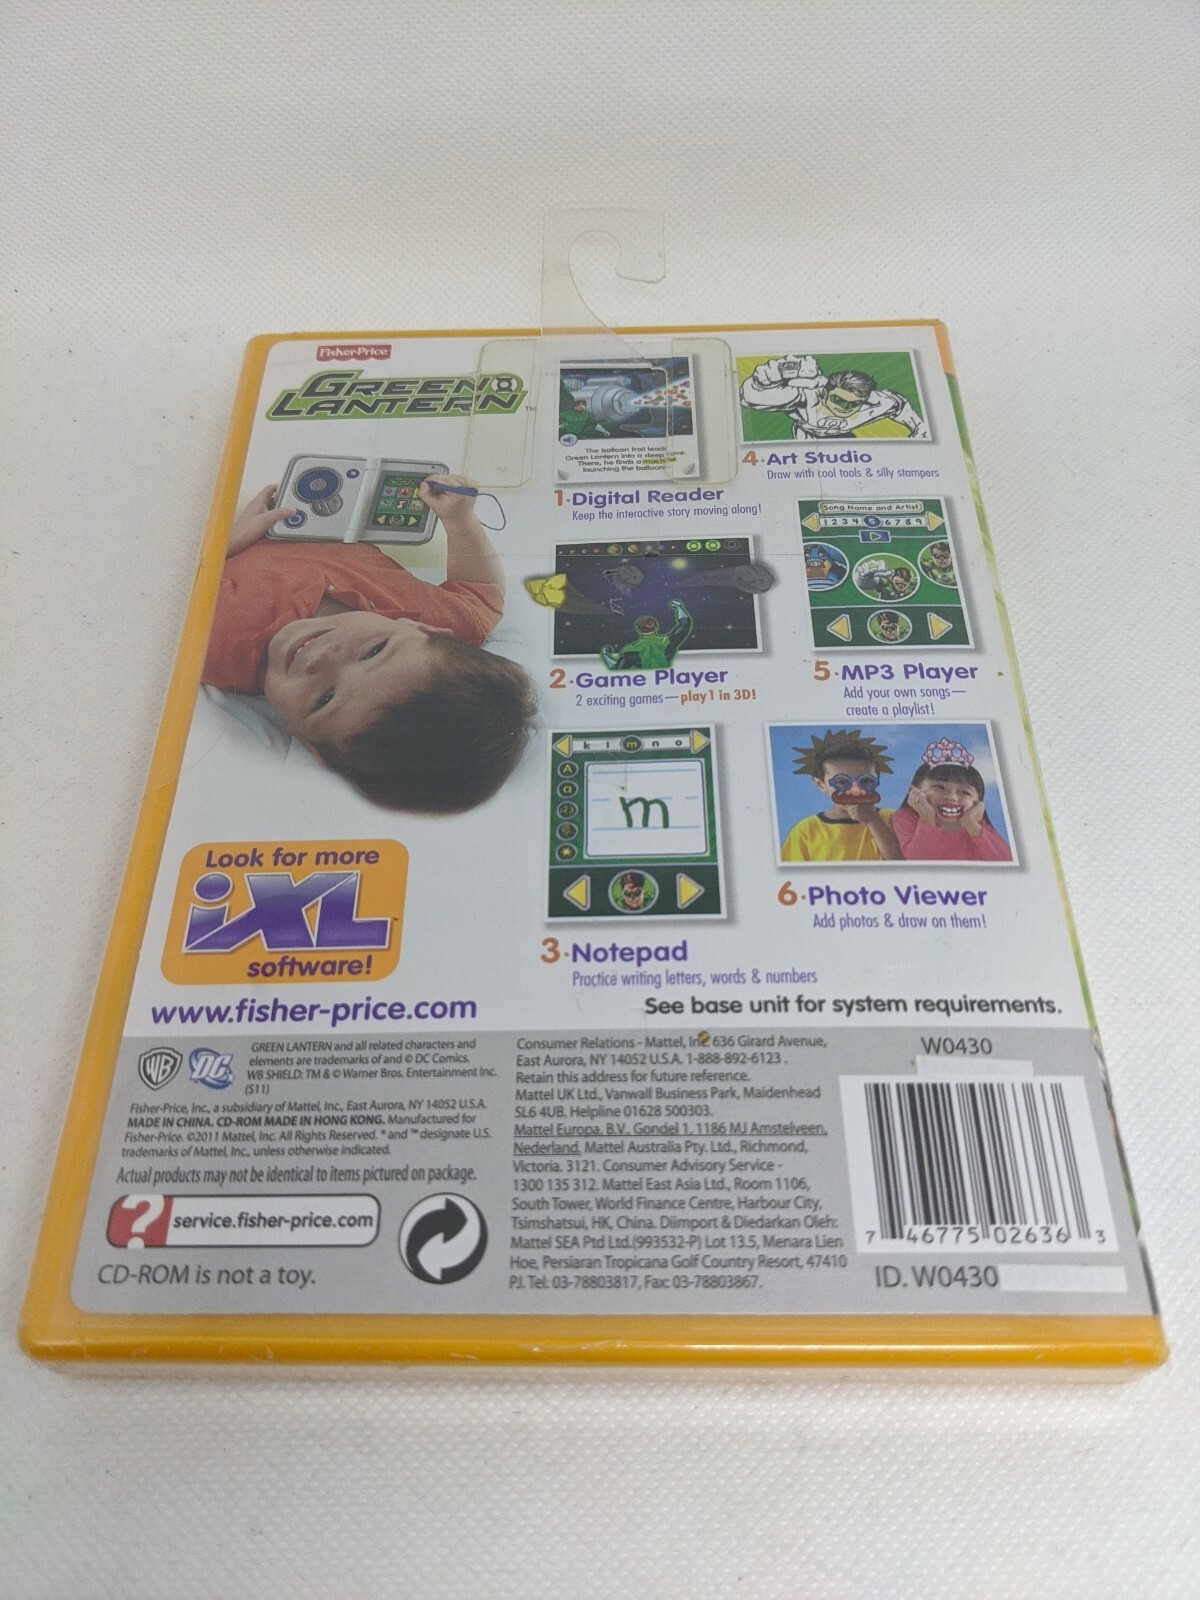 Fisher-Price
GREEN
LANTERN™
The balloon trail leads
Green Lantern into a deep cave.
There, he finds a machine
launching the balloon
1·Digital Reader
Keep the interactive story moving along!
4·Art Studio
Draw with cool tools & silly stampers
2·Game Player
2 exciting games—play 1 in 3D!
Song Name and Artist
1 2 3 4 5 6 7 8 9
5·MP3 Player
Add your own songs—
create a playlist!
k l m n o
A
a
m
3·Notepad
Practice writing letters, words & numbers
6·Photo Viewer
Add photos & draw on them!
Look for more
iXL™
software!
www.fisher-price.com
See base unit for system requirements.
WB
DC
GREEN LANTERN and all related characters and
elements are trademarks of and © DC Comics.
WB SHIELD: TM & © Warner Bros. Entertainment Inc.
(S11)
Fisher-Price, Inc., a subsidiary of Mattel, Inc., East Aurora, NY 14052 U.S.A.
MADE IN CHINA. CD-ROM MADE IN HONG KONG. Manufactured for
Fisher-Price. ©2011 Mattel, Inc. All Rights Reserved. ® and ™ designate U.S.
trademarks of Mattel, Inc., unless otherwise indicated.
Actual products may not be identical to items pictured on package.
? service.fisher-price.com
CD-ROM is not a toy.
Consumer Relations - Mattel, Inc. 636 Girard Avenue,
East Aurora, NY 14052 U.S.A. 1-888-892-6123 .
Retain this address for future reference.
Mattel UK Ltd., Vanwall Business Park, Maidenhead
SL6 4UB. Helpline 01628 500303.
Mattel Europa, B.V., Gondel 1, 1186 MJ Amstelveen,
Nederland. Mattel Australia Pty. Ltd., Richmond,
Victoria. 3121. Consumer Advisory Service -
1300 135 312. Mattel East Asia Ltd., Room 1106,
South Tower, World Finance Centre, Harbour City,
Tsimshatsui, HK, China. Diimport & Diedarkan Oleh:
Mattel SEA Ptd Ltd.(993532-P) Lot 13.5, Menara Lien
Hoe, Persiaran Tropicana Golf Country Resort, 47410
PJ. Tel: 03-78803817, Fax: 03-78803867.
W0430
7 46775 02636 3
ID. W0430